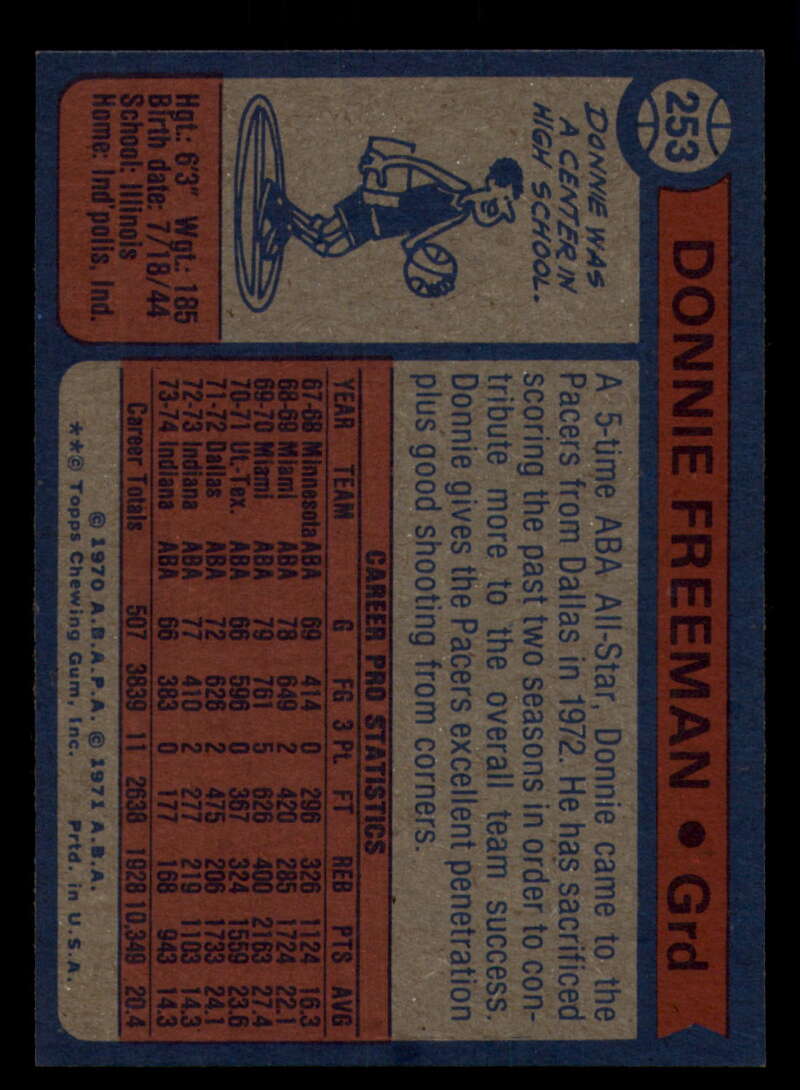 253
DONNIE FREEMAN • Grd
DONNIE WAS
A CENTER IN
HIGH SCHOOL.
Hgt.: 6'3" Wgt.: 185
Birth date: 7/18/44
School: Illinois
Home: Ind'polis, Ind.
A 5-time ABA All-Star, Donnie came to the
Pacers from Dallas in 1972. He has sacrificed
scoring the past two seasons in order to con-
tribute more to the overall team success.
Donnie gives the Pacers excellent penetration
plus good shooting from corners.
CAREER PRO STATISTICS
YEAR TEAM G FG 3 Pt FT REB PTS AVG
67-68 Minnesota ABA 69 414 0 296 326 1124 16.3
68-69 Miami ABA 78 649 2 420 285 1724 22.1
69-70 Miami ABA 79 761 5 626 400 2163 27.4
70-71 Ut.-Tex. ABA 66 596 0 367 324 1559 23.6
71-72 Dallas ABA 72 626 2 475 206 1733 24.1
72-73 Indiana ABA 77 410 2 277 219 1103 14.3
73-74 Indiana ABA 66 383 0 177 168 943 14.3
Career Totals 507 3839 11 2638 1928 10,349 20.4
© 1970 A.B.A.P.A. © 1971 A.B.A.
**© Topps Chewing Gum, Inc. Prtd. in U.S.A.